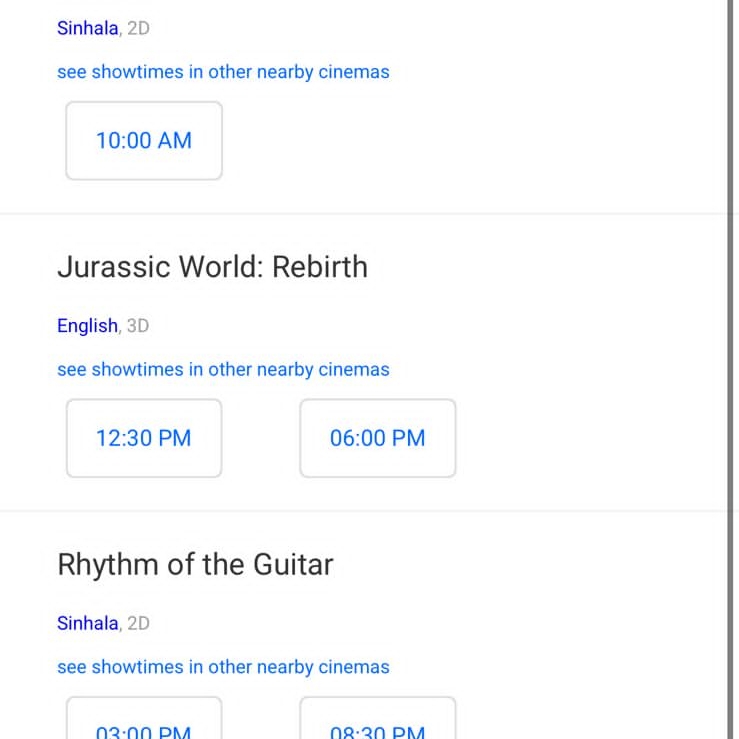 Sinhala, 2D
see showtimes in other nearby cinemas
10:00 AM
Jurassic World: Rebirth
English, 3D
see showtimes in other nearby cinemas
12:30 PM 06:00 PM
Rhythm of the Guitar
Sinhala, 2D
see showtimes in other nearby cinemas
03:00 PM 08:30 PM